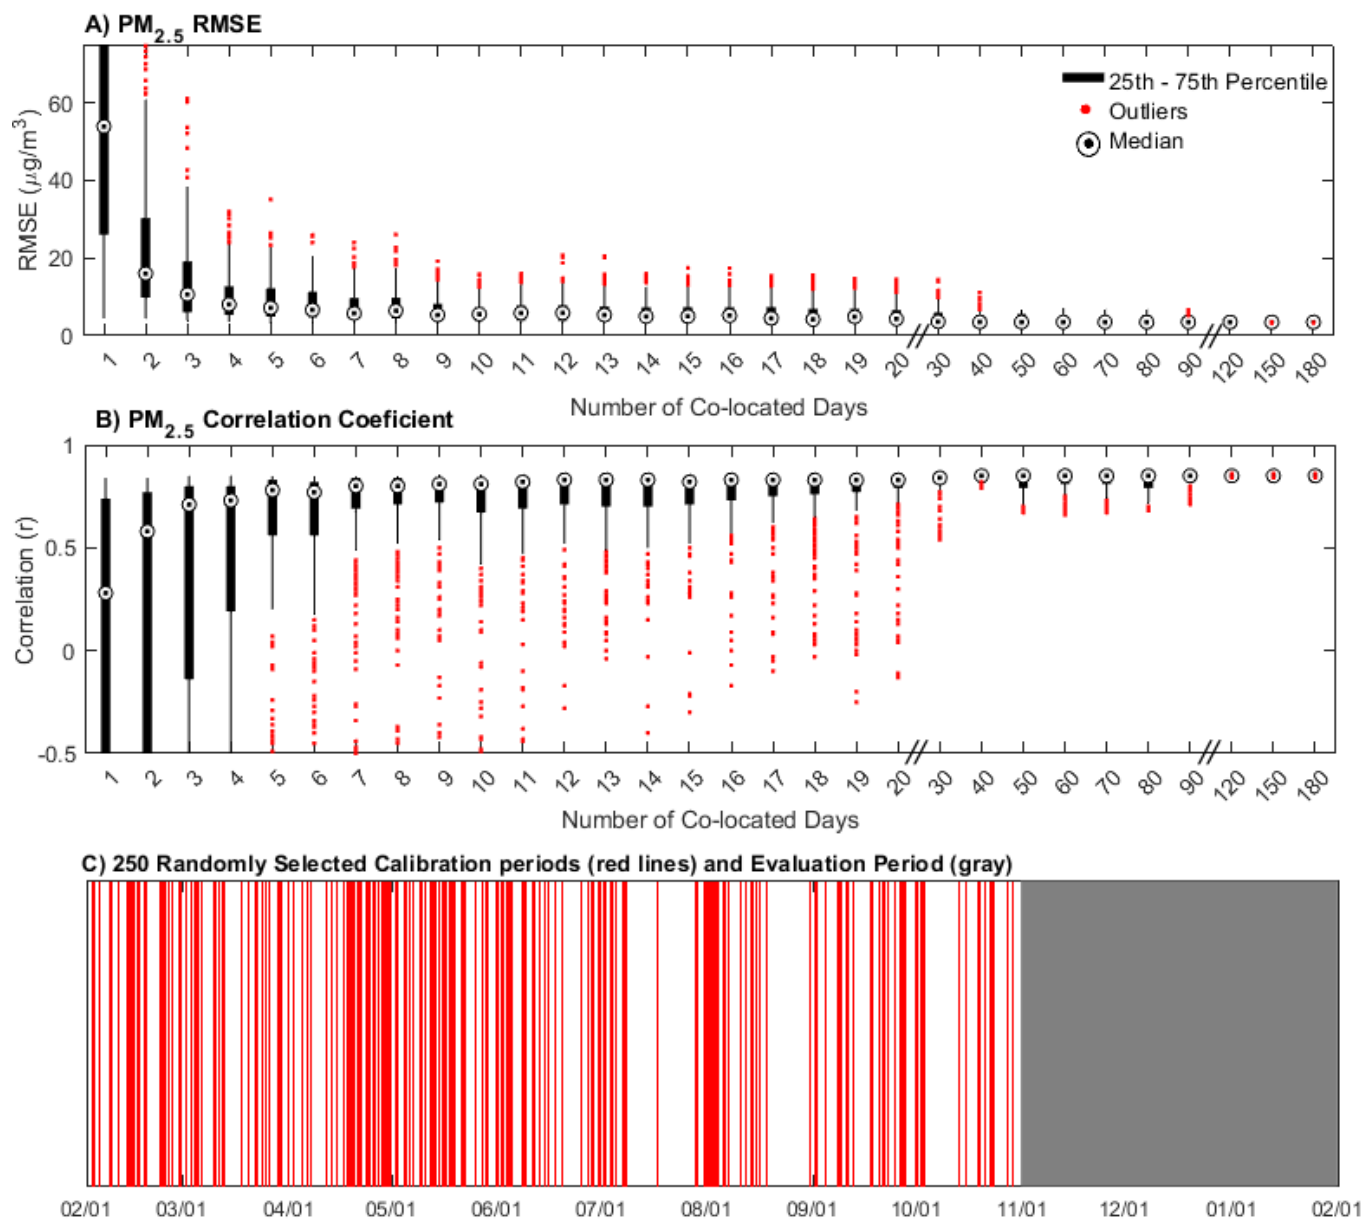 A) PM2.5 RMSE
RMSE (μg/m3)
60
40
20
0
25th - 75th Percentile
Outliers
Median
1 2 3 4 5 6 7 8 9 10 11 12 13 14 15 16 17 18 19 20 // 30 40 50 60 70 80 90 // 120 150 180
Number of Co-located Days
B) PM2.5 Correlation Coeficient
Correlation (r)
1
0.5
0
-0.5
1 2 3 4 5 6 7 8 9 10 11 12 13 14 15 16 17 18 19 20 // 30 40 50 60 70 80 90 // 120 150 180
Number of Co-located Days
C) 250 Randomly Selected Calibration periods (red lines) and Evaluation Period (gray)
02/01 03/01 04/01 05/01 06/01 07/01 08/01 09/01 10/01 11/01 12/01 01/01 02/01